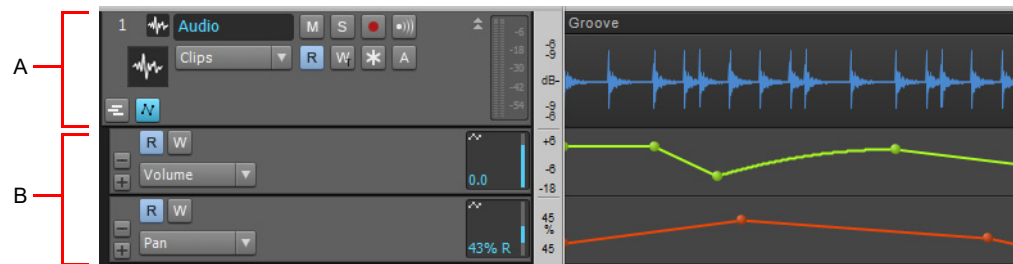 A
1 Audio M S
Clips R W * A
-6
-18
-30
-42
-54
-6
-9
dB-
-9
-6
Groove
B
R W
Volume
0.0
+6
-6
-18
R W
Pan
43% R
45
%
45